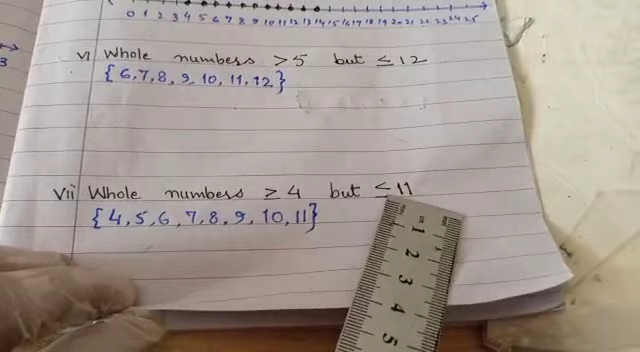 0 1 2 3 4 5 6 7 8 9 10 11 12 13 14 15 16 17 18 19 20 21 22 23 24 25
3
vi Whole numbers >5 but ≤12
{6,7,8, 9, 10, 11, 12}
vii Whole numbers ≥ 4 but ≤11
{4,5,6,7,8,9,10,11}
1 2 3 4 5